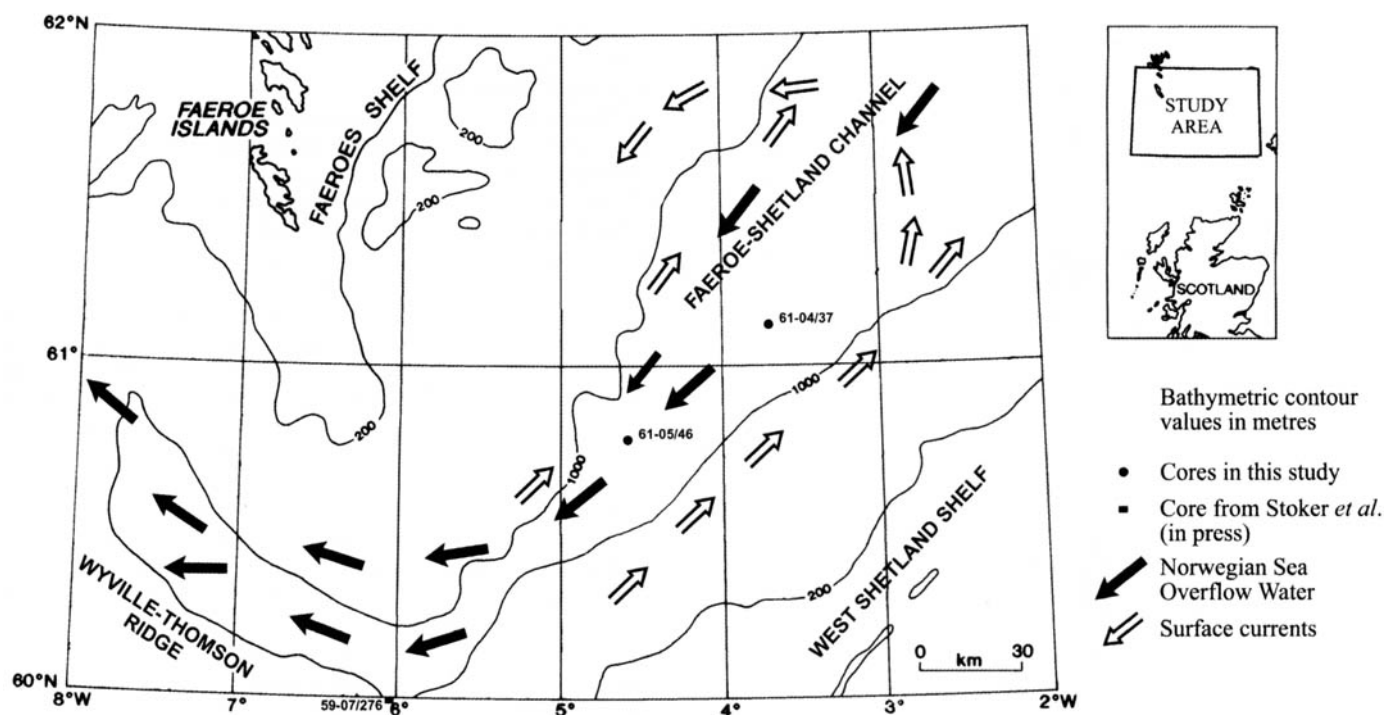 62°N
FAEROE
ISLANDS
FAEROES SHELF
200
200
FAEROE-SHETLAND CHANNEL
61-04/37
61°
200
1000
61-05/46
1000
WYVILLE-THOMSON
RIDGE
200
WEST SHETLAND SHELF
0 km 30
60°N
8°W 7° 59-07/276 6° 5° 4° 3° 2°W
STUDY
AREA
SCOTLAND
Bathymetric contour
values in metres
Cores in this study
Core from Stoker et al.
(in press)
Norwegian Sea
Overflow Water
Surface currents